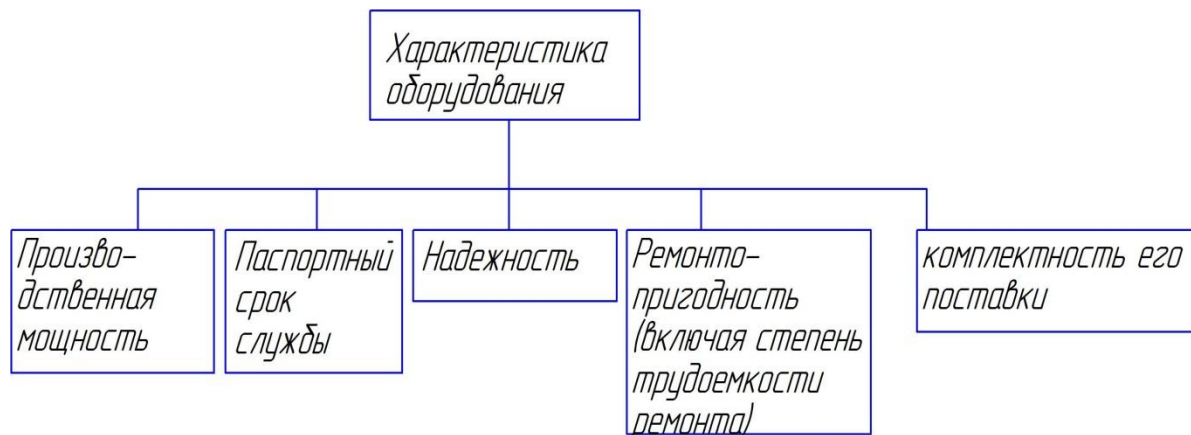 Характеристика
оборудования
Произво-
дственная
мощность
Паспортный
срок
службы
Надежность
Ремонто-
пригодность
(включая степень
трудоемкости
ремонта)
комплектность его
поставки